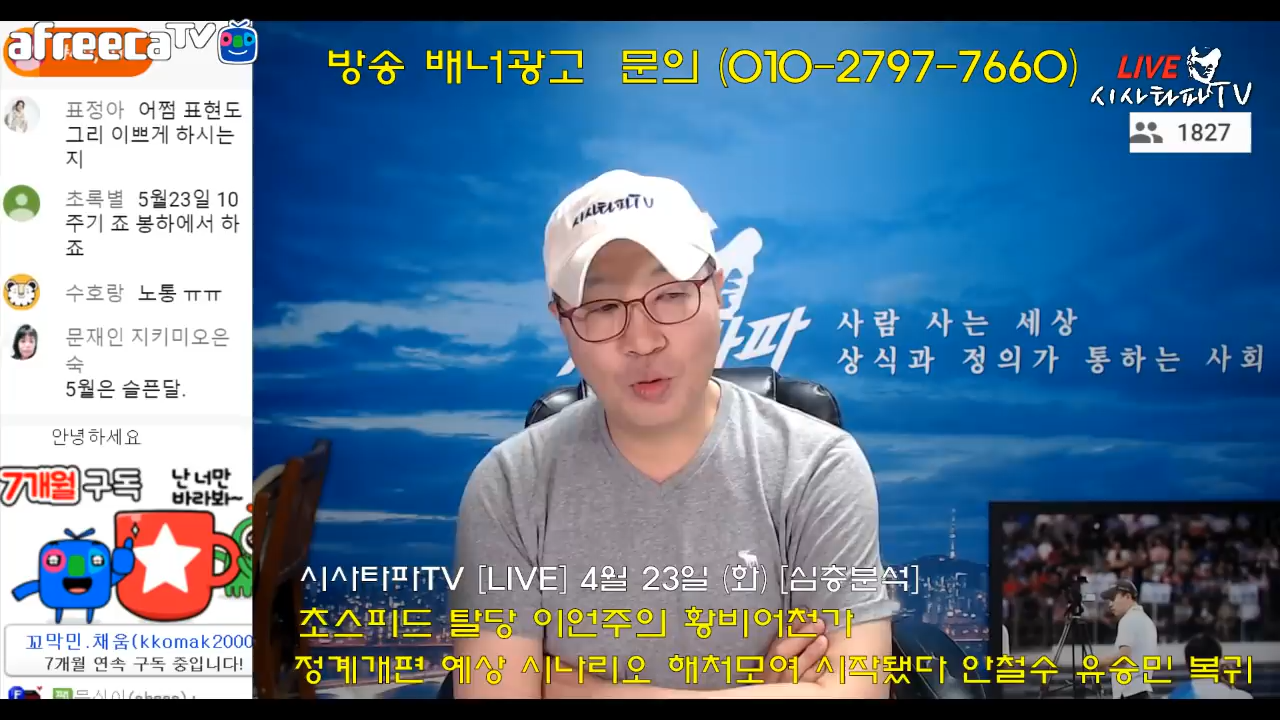 afreecaTV
방송 배너광고 문의 (010-2797-7660)
LIVE
시사타파TV
1827
표정아 어쩜 표현도
그리 이쁘게 하시는
지
초록별 5월23일 10
주기 죠 봉하에서 하
죠
수호랑 노통 ㅠㅠ
문재인 지키미오은
숙
5월은 슬픈달.
안녕하세요
7개월 구독
난 너만
바라봐~
꼬막민.채움(kkomak2000
7개월 연속 구독 중입니다!
시사타파TV
타파
사람 사는 세상
상식과 정의가 통하는 사회
시사타파TV [LIVE] 4월 23일 (화) [심층분석]
초스피드 탈당 이언주의 황비어천가
정계개편 예상 시나리오 해쳐모여 시작됐다 안철수 유승민 복귀